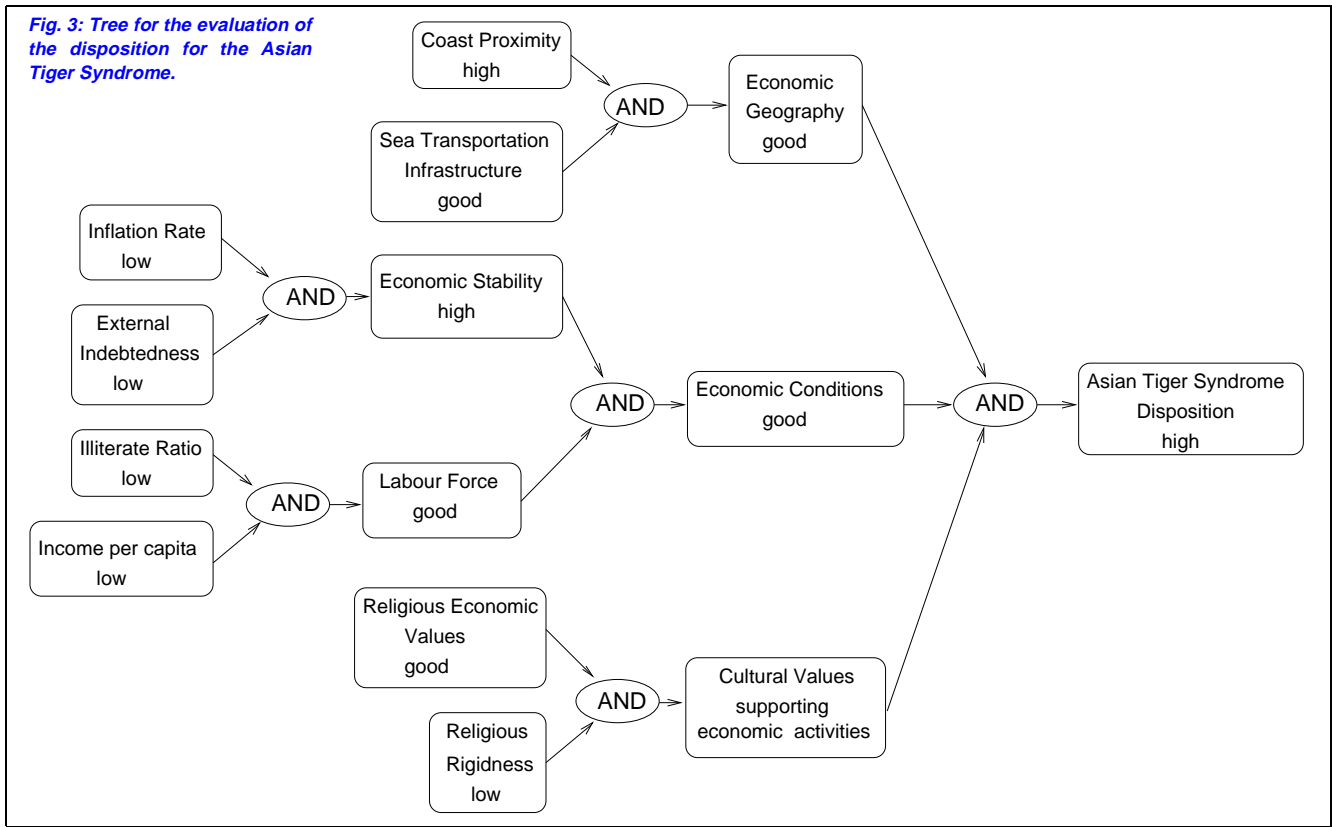 Fig. 3: Tree for the evaluation of
the disposition for the Asian
Tiger Syndrome.
Coast Proximity
high
AND
Economic
Geography
good
Sea Transportation
Infrastructure
good
Inflation Rate
low
AND
Economic Stability
high
External
Indebtedness
low
AND
Economic Conditions
good
AND
Asian Tiger Syndrome
Disposition
high
Illiterate Ratio
low
AND
Labour Force
good
Income per capita
low
Religious Economic
Values
good
AND
Cultural Values
supporting
economic activities
Religious
Rigidness
low